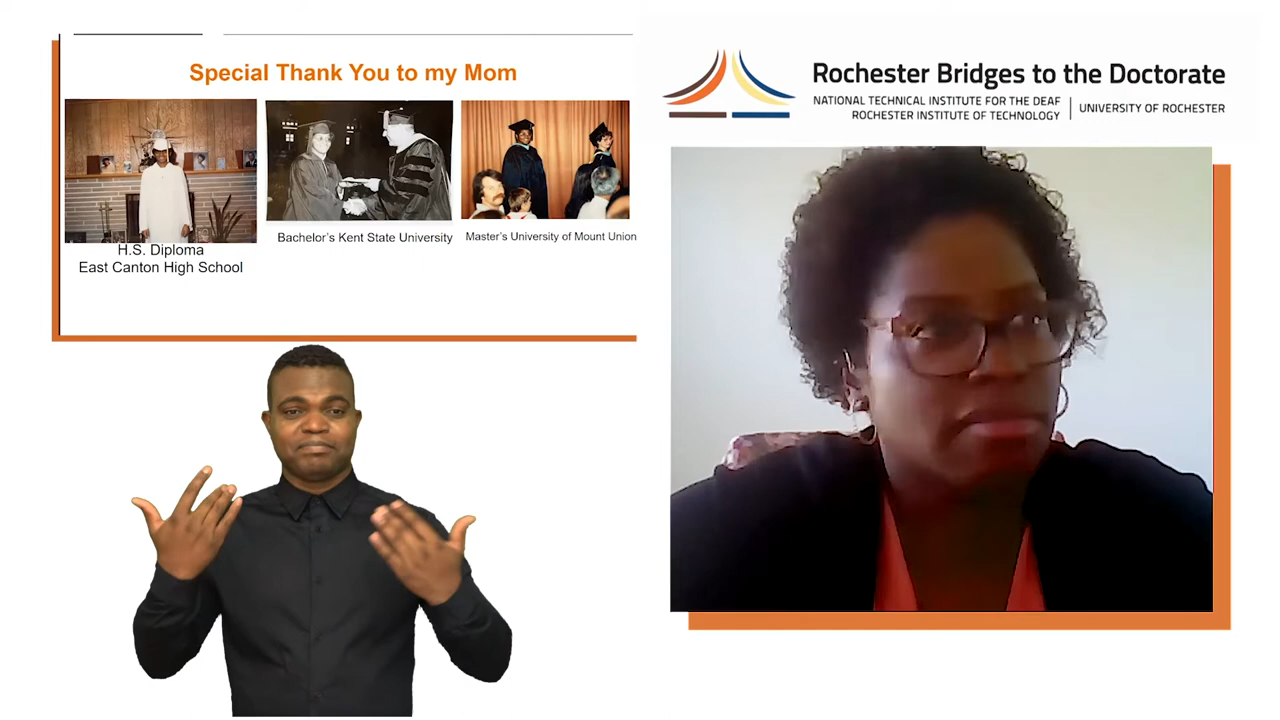 Special Thank You to my Mom
H.S. Diploma
East Canton High School
Bachelor's Kent State University
Master's University of Mount Union
Rochester Bridges to the Doctorate
NATIONAL TECHNICAL INSTITUTE FOR THE DEAF
ROCHESTER INSTITUTE OF TECHNOLOGY
UNIVERSITY OF ROCHESTER